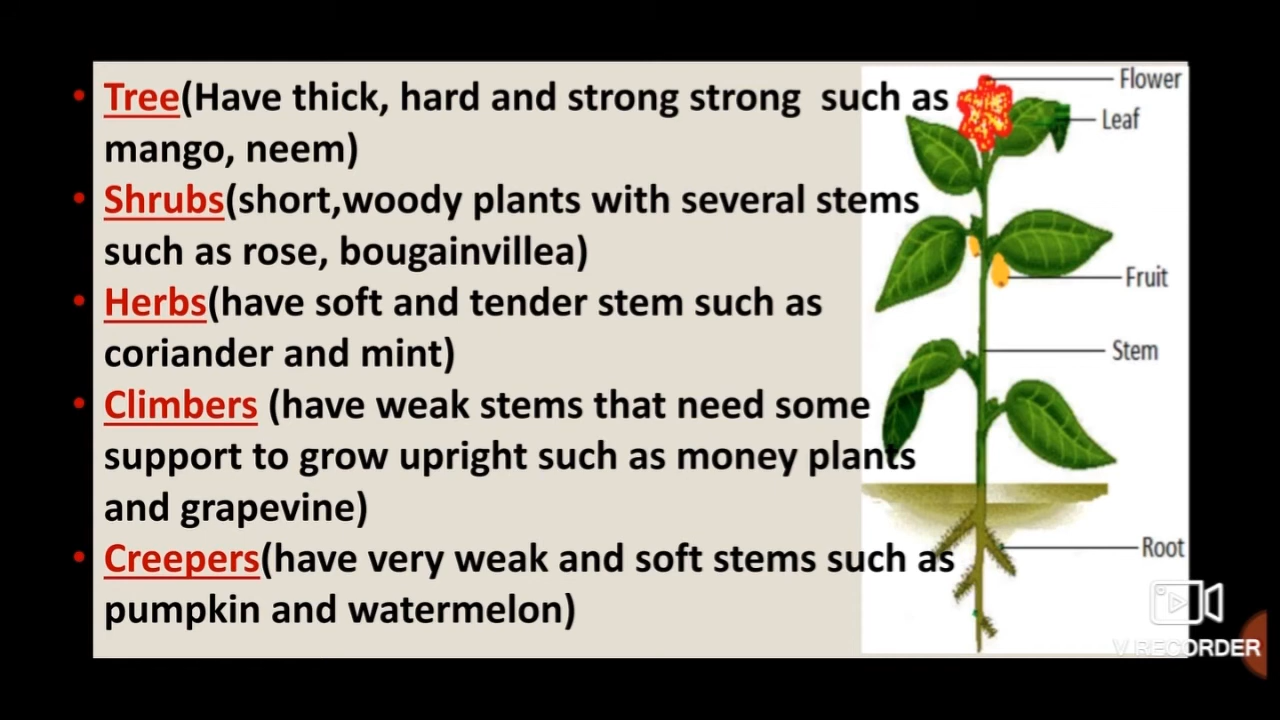 • Tree(Have thick, hard and strong strong such as
mango, neem)
• Shrubs(short,woody plants with several stems
such as rose, bougainvillea)
• Herbs(have soft and tender stem such as
coriander and mint)
• Climbers (have weak stems that need some
support to grow upright such as money plants
and grapevine)
• Creepers(have very weak and soft stems such as
pumpkin and watermelon)
Flower
Leaf
Fruit
Stem
Root
V RECORDER